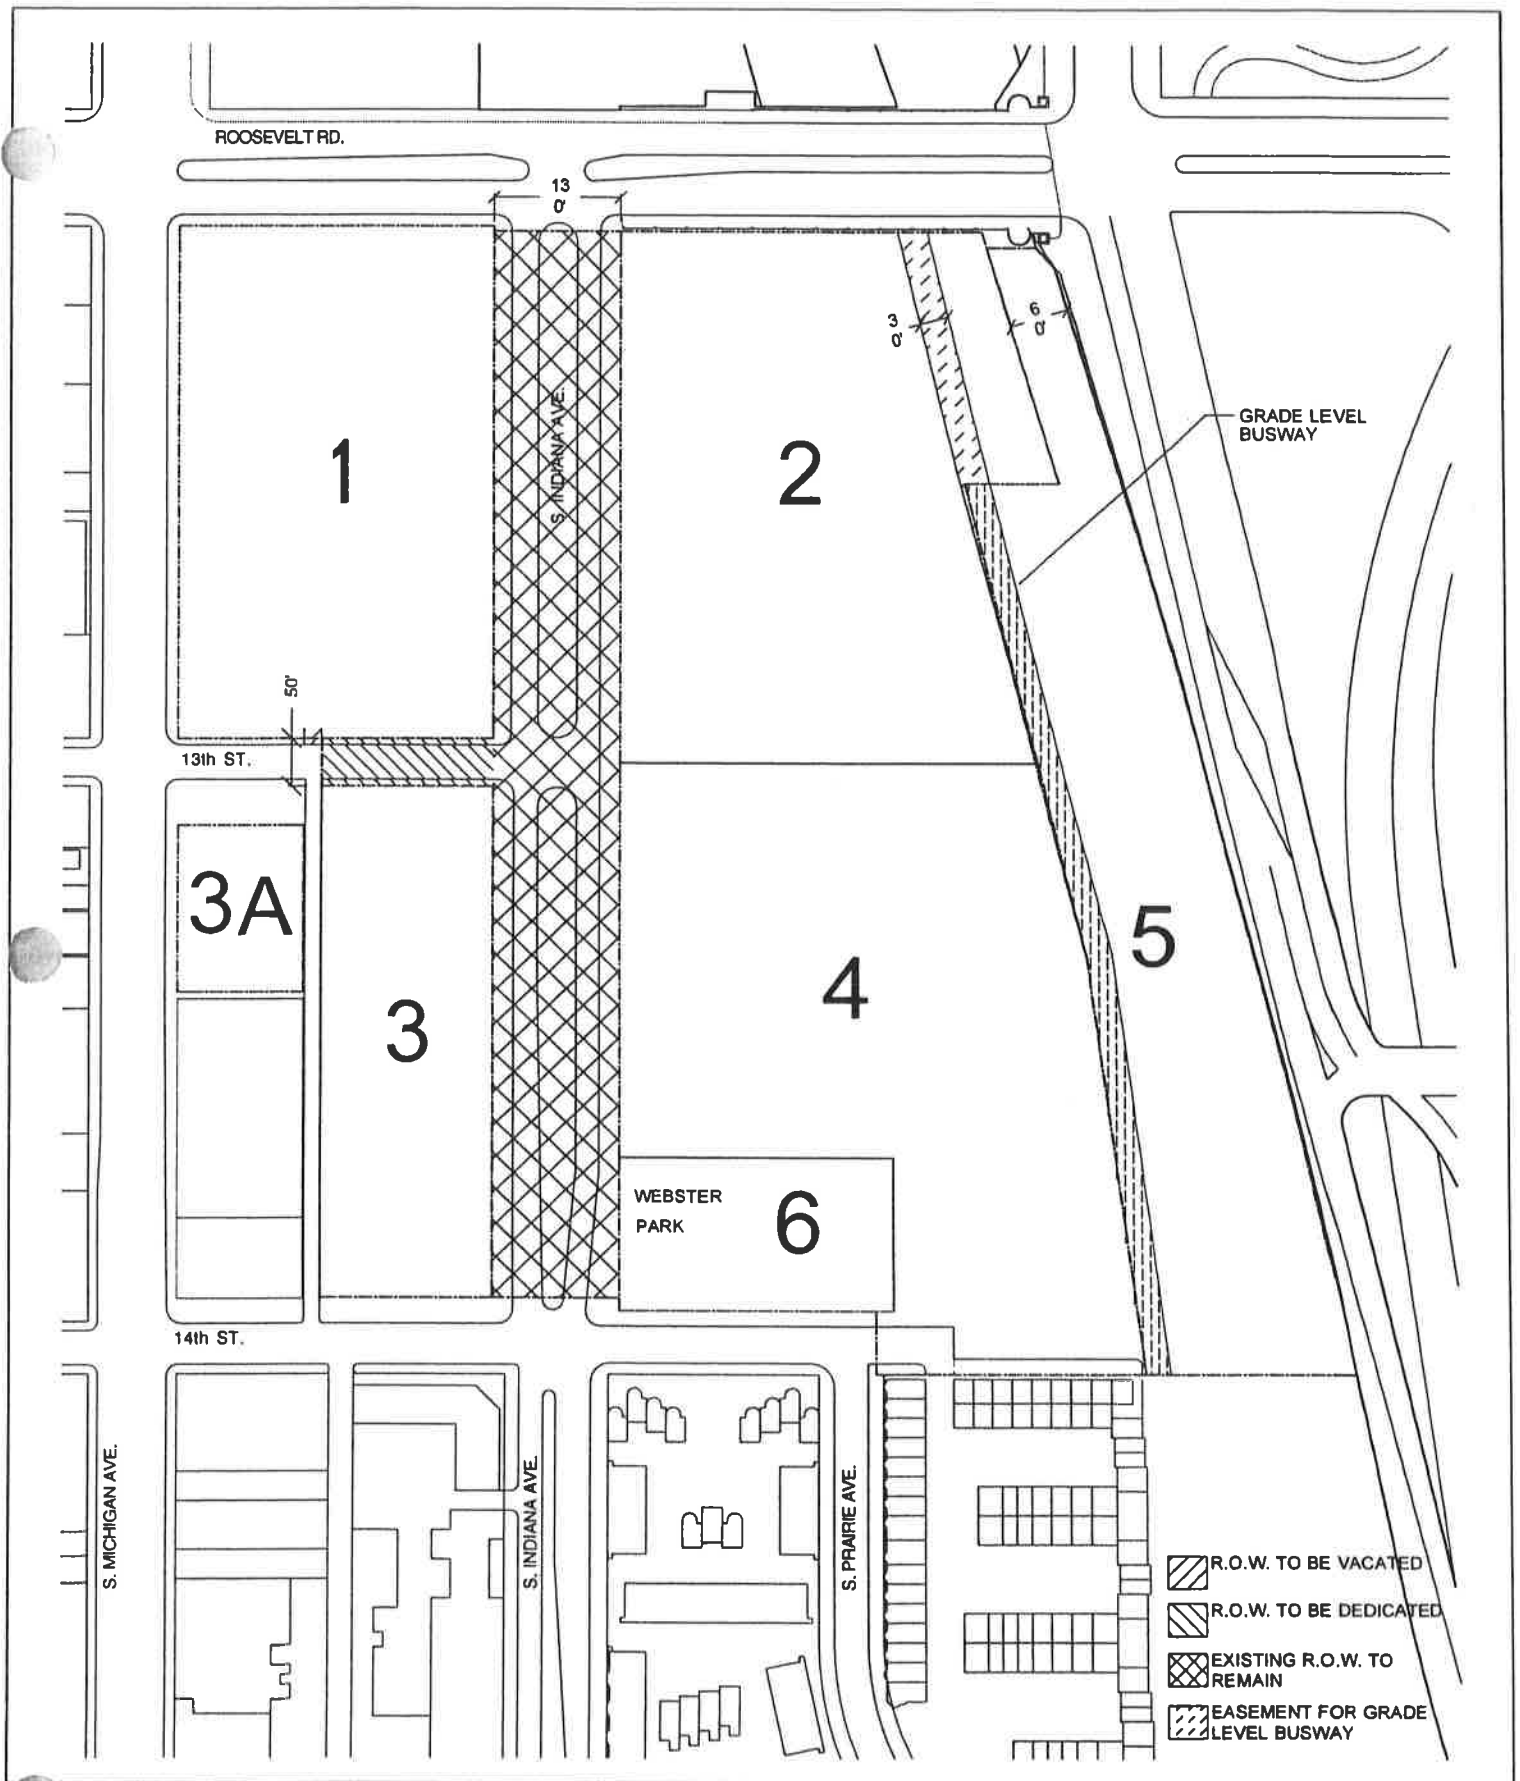 ROOSEVELT RD.
13
0'
S. INDIANA AVE.
3
0'
6
0'
GRADE LEVEL
BUSWAY
1
2
50'
13th ST.
3A
3
4
5
WEBSTER
PARK
6
14th ST.
S. MICHIGAN AVE.
S. INDIANA AVE.
S. PRAIRIE AVE.
R.O.W. TO BE VACATED
R.O.W. TO BE DEDICATED
EXISTING R.O.W. TO
REMAIN
EASEMENT FOR GRADE
LEVEL BUSWAY